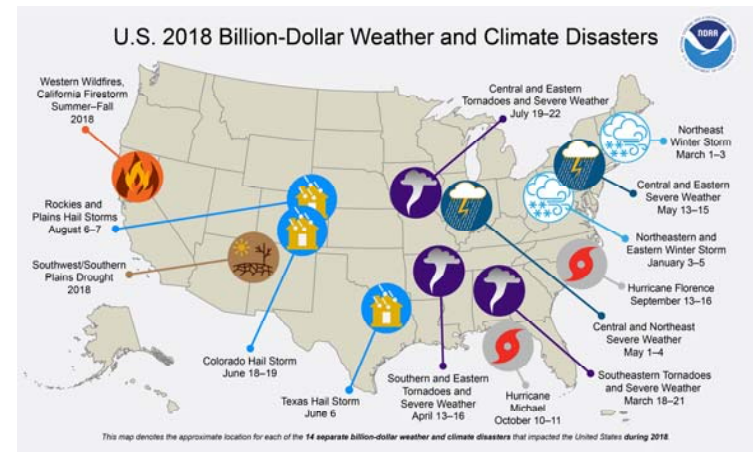 U.S. 2018 Billion-Dollar Weather and Climate Disasters
NOAA
Western Wildfires,
California Firestorm
Summer–Fall
2018
Central and Eastern
Tornadoes and Severe Weather
July 19–22
Northeast
Winter Storm
March 1–3
Central and Eastern
Severe Weather
May 13–15
Rockies and
Plains Hail Storms
August 6–7
Northeastern and
Eastern Winter Storm
January 3–5
Southwest/Southern
Plains Drought
2018
Hurricane Florence
September 13–16
Central and Northeast
Severe Weather
May 1–4
Colorado Hail Storm
June 18–19
Texas Hail Storm
June 6
Southern and Eastern
Tornadoes and
Severe Weather
April 13–16
Hurricane
Michael
October 10–11
Southeastern Tornadoes
and Severe Weather
March 18–21
This map denotes the approximate location for each of the 14 separate billion-dollar weather and climate disasters that impacted the United States during 2018.